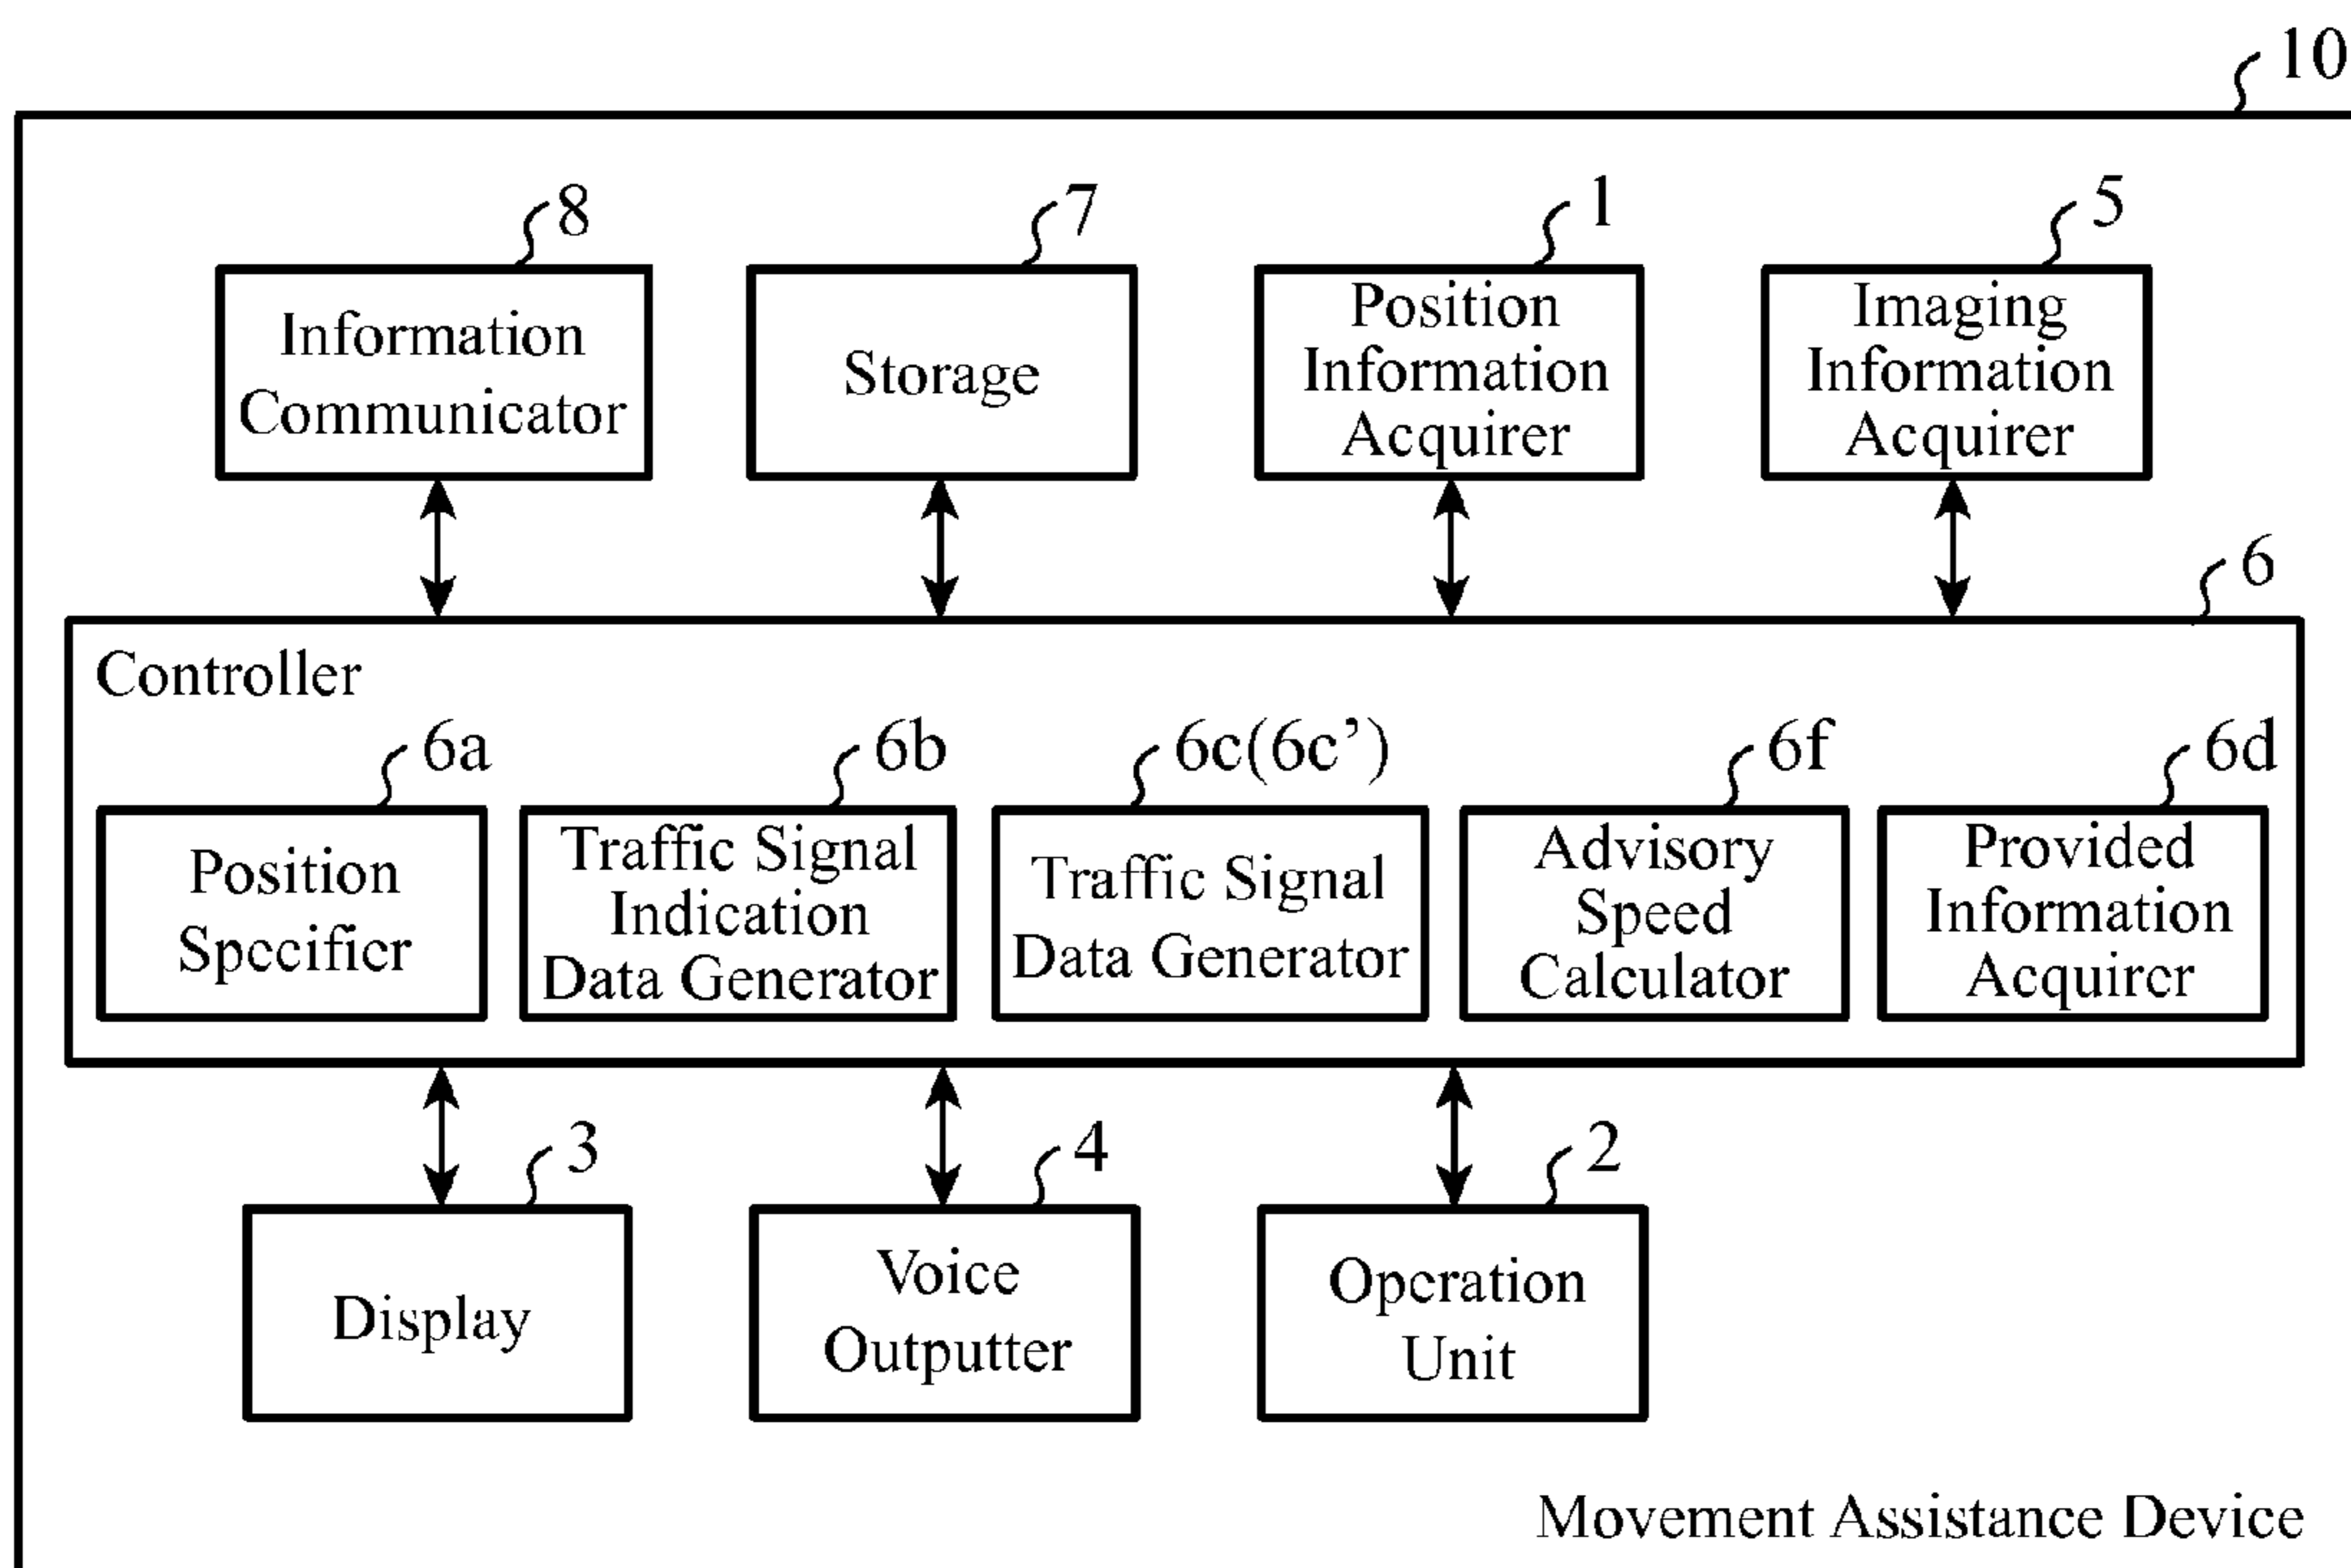 10
8
7
1
5
Information
Communicator
Storage
Position
Information
Acquirer
Imaging
Information
Acquirer
6
Controller
6a
6b
6c(6c’)
6f
6d
Position
Specifier
Traffic Signal
Indication
Data Generator
Traffic Signal
Data Generator
Advisory
Speed
Calculator
Provided
Information
Acquirer
3
4
2
Display
Voice
Outputter
Operation
Unit
Movement Assistance Device